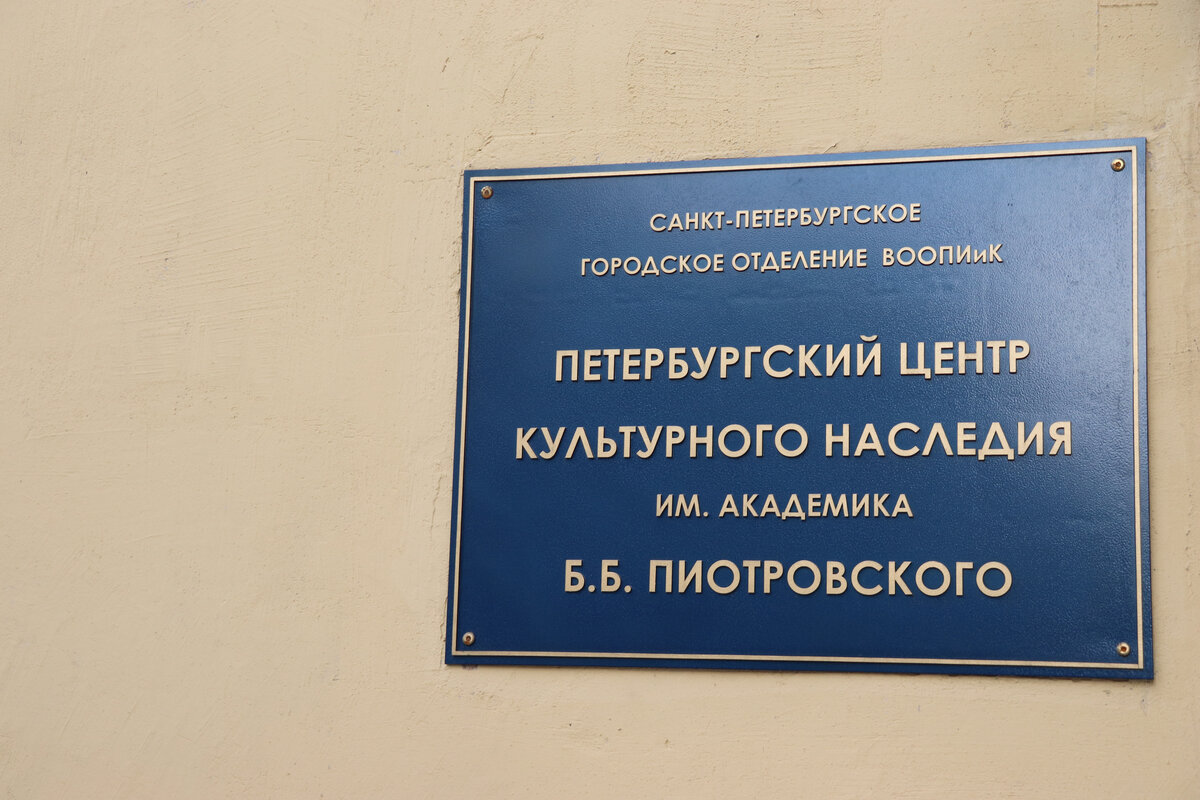 САНКТ-ПЕТЕРБУРГСКОЕ
ГОРОДСКОЕ ОТДЕЛЕНИЕ ВООПИиК
ПЕТЕРБУРГСКИЙ ЦЕНТР
КУЛЬТУРНОГО НАСЛЕДИЯ
ИМ. АКАДЕМИКА
Б.Б. ПИОТРОВСКОГО